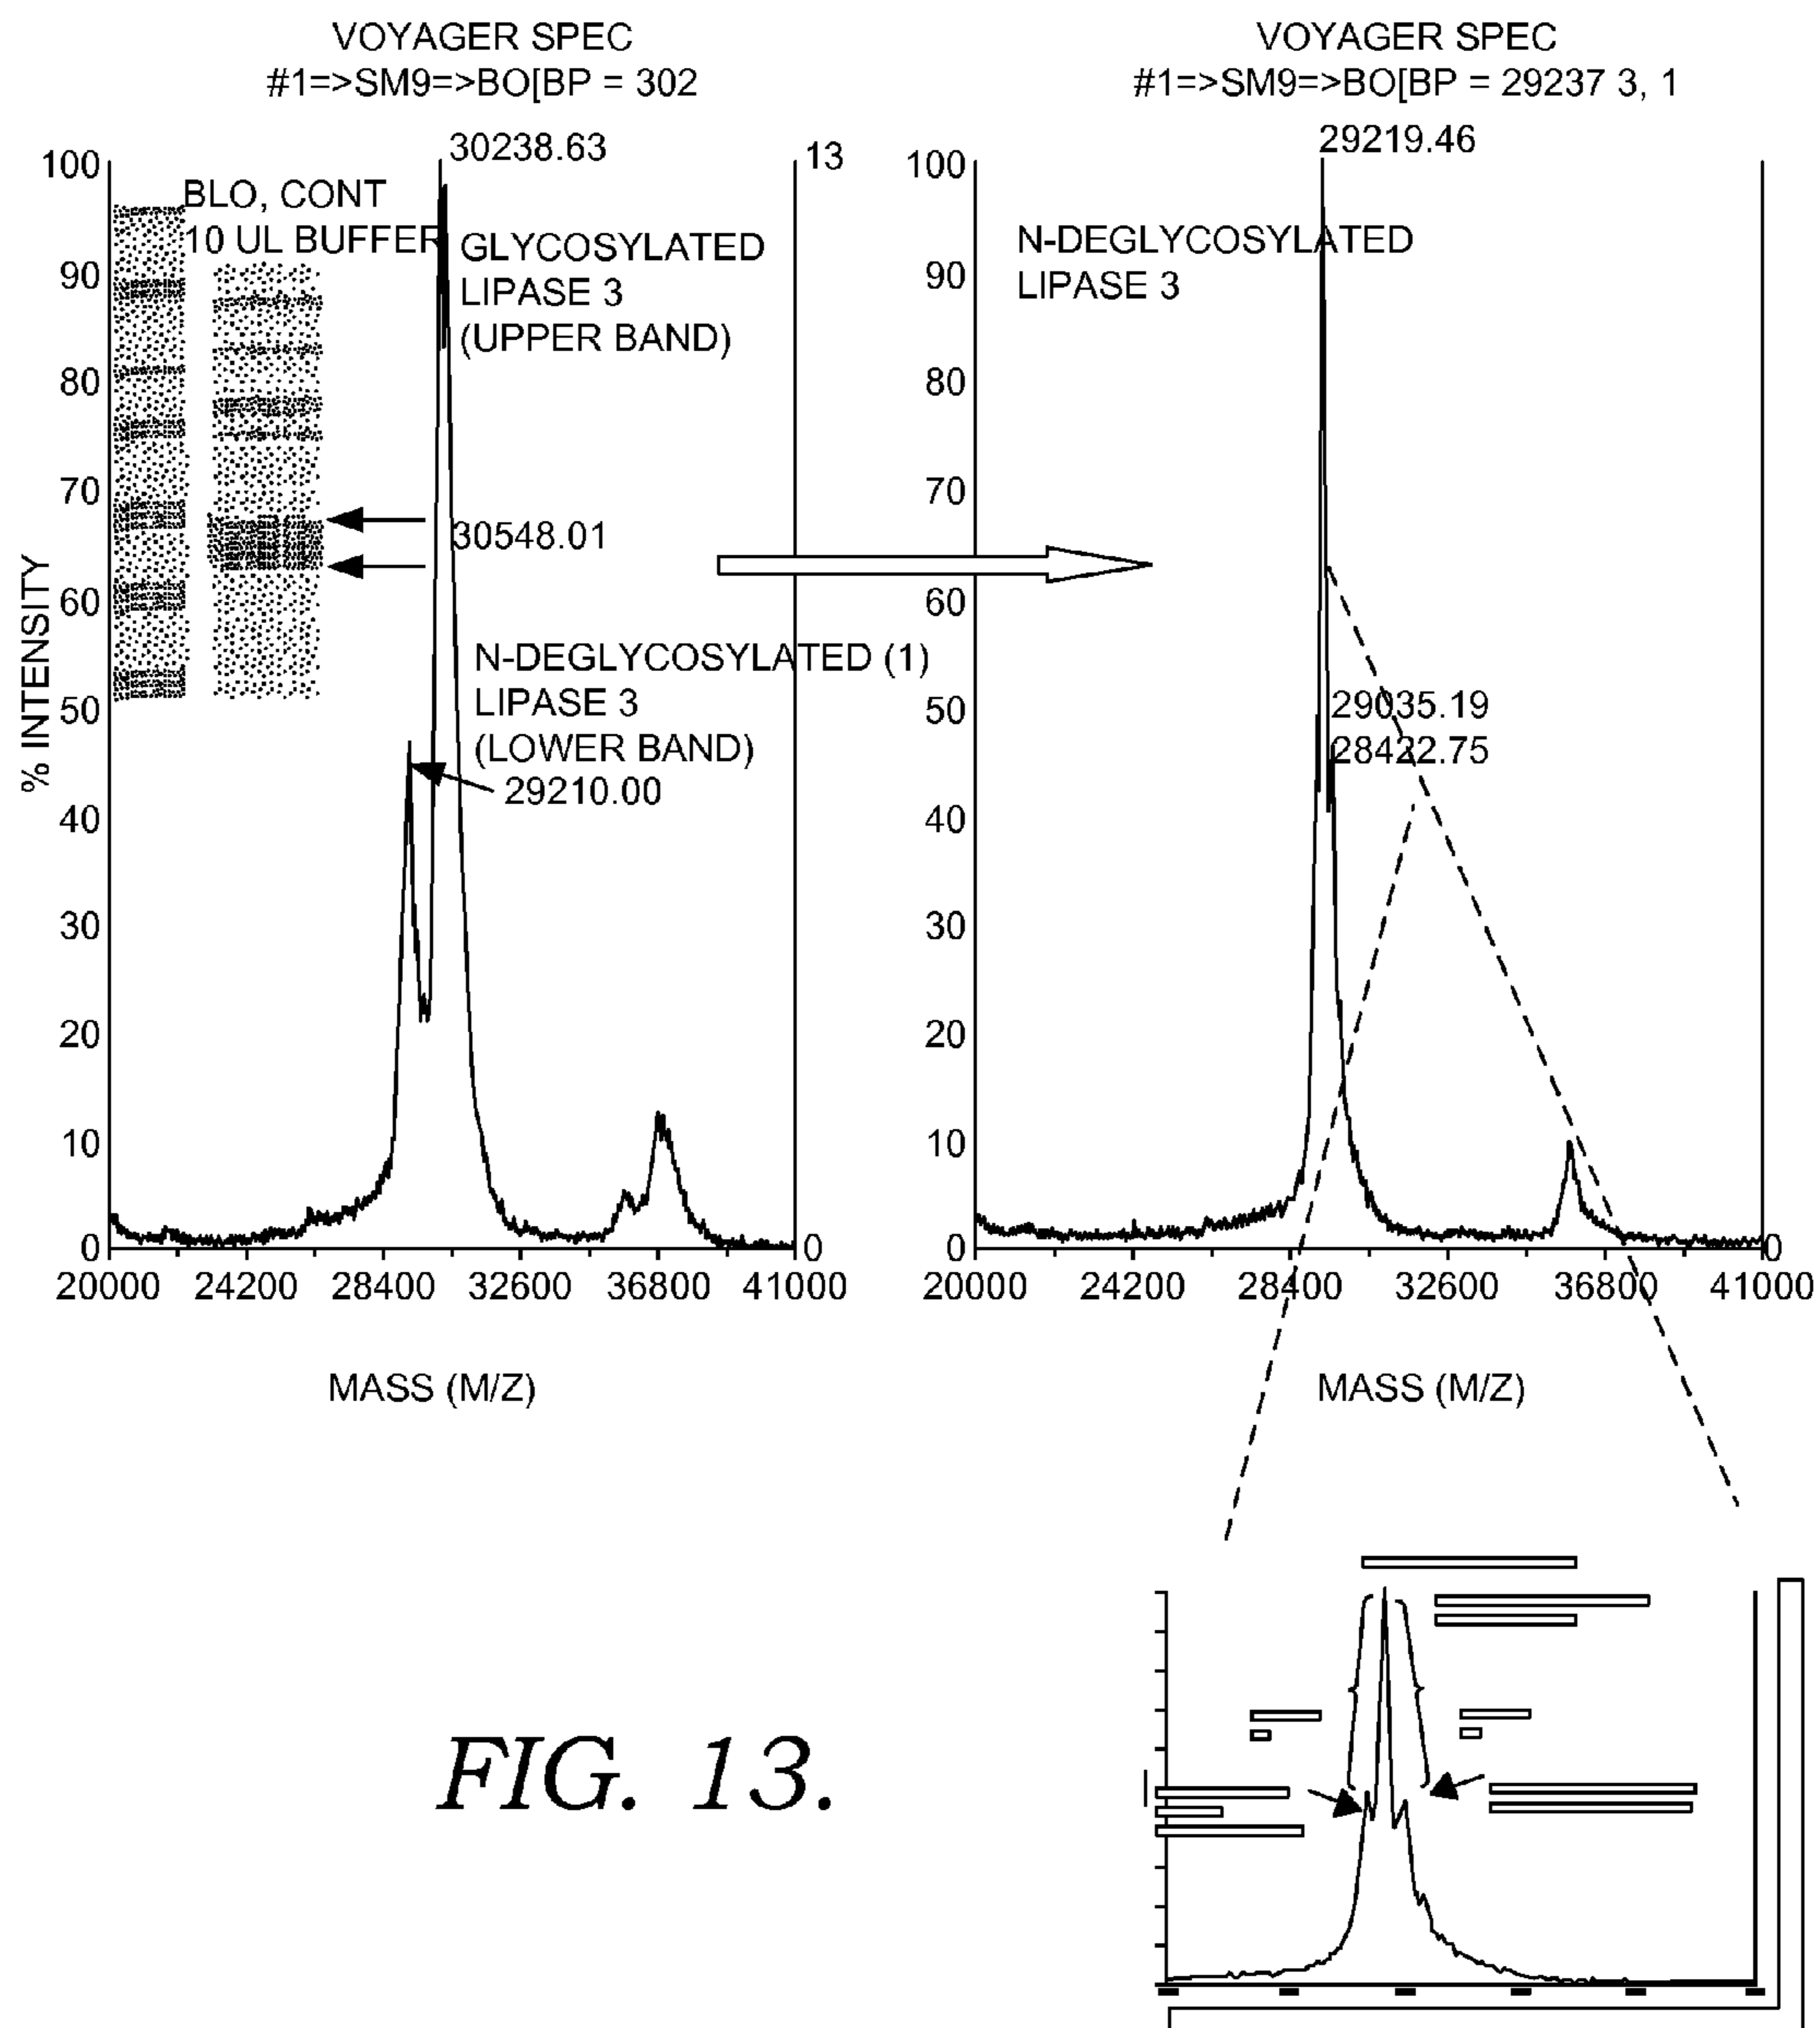 VOYAGER SPEC
#1=>SM9=>BO[BP = 302
30238.63
13
100
90
80
70
60
50
40
30
20
10
0
% INTENSITY
BLO, CONT
10 UL BUFFER
GLYCOSYLATED
LIPASE 3
(UPPER BAND)
30548.01
N-DEGLYCOSYLATED (1)
LIPASE 3
(LOWER BAND)
29210.00
0
20000 24200 28400 32600 36800 41000
MASS (M/Z)
VOYAGER SPEC
#1=>SM9=>BO[BP = 29237 3, 1
29219.46
100
90
80
70
60
50
40
30
20
10
0
N-DEGLYCOSYLATED
LIPASE 3
29035.19
28422.75
0
20000 24200 28400 32600 36800 41000
MASS (M/Z)
FIG. 13.